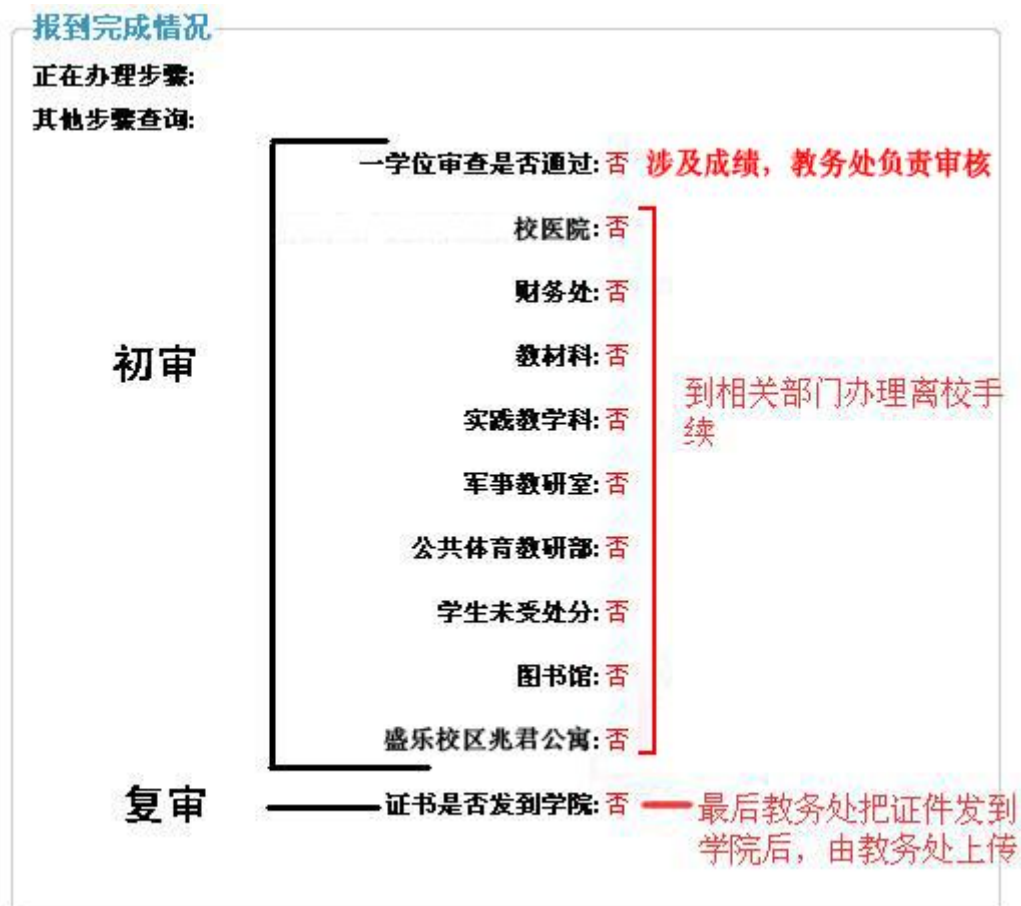 报到完成情况
正在办理步骤:
其他步骤查询:
一学位审查是否通过: 否 涉及成绩，教务处负责审核
校医院: 否
财务处: 否
初审
教材科: 否
到相关部门办理离校手
续
实践教学科: 否
军事教研室: 否
公共体育教研部: 否
学生未受处分: 否
图书馆: 否
盛乐校区兆君公寓: 否
复审
证书是否发到学院: 否
最后教务处把证件发到
学院后，由教务处上传